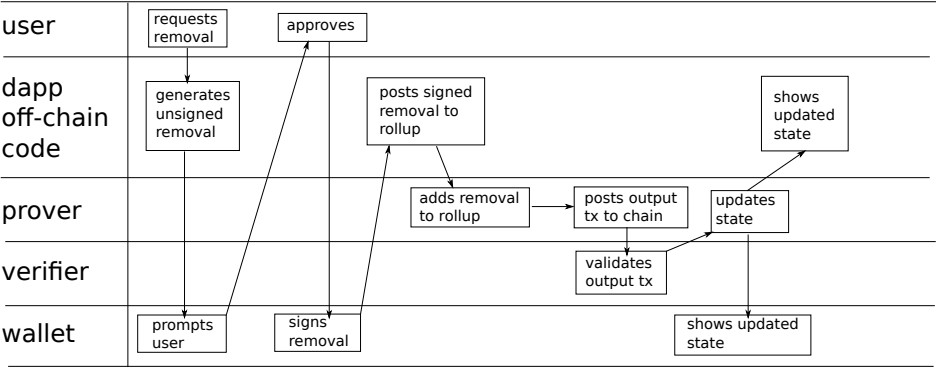 user
requests
removal
approves
dapp
off-chain
code
generates
unsigned
removal
posts signed
removal to
rollup
shows
updated
state
prover
adds removal
to rollup
posts output
tx to chain
updates
state
verifier
validates
output tx
wallet
prompts
user
signs
removal
shows updated
state